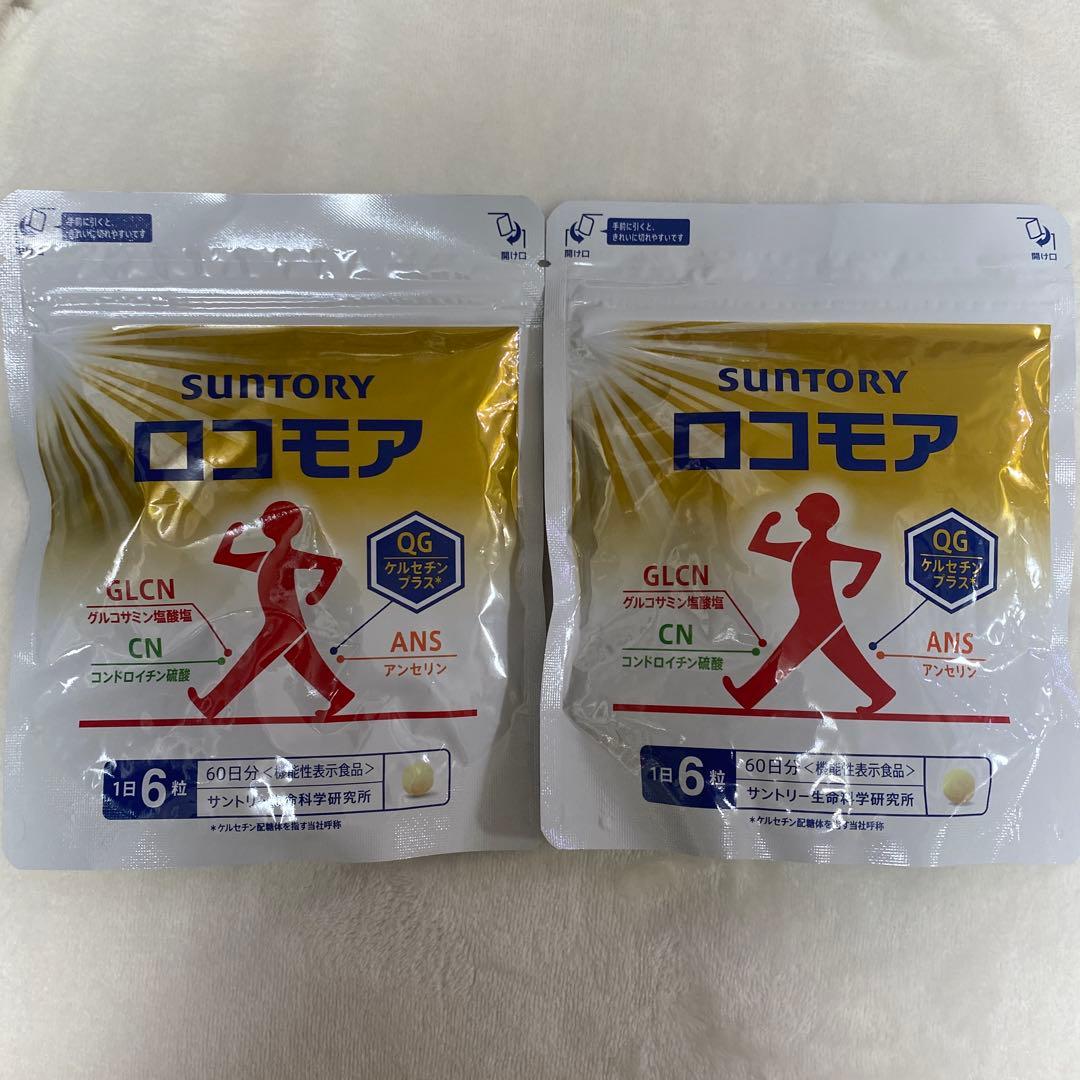 手前に引くと、
きれいに切れやすいです
開け口
SUNTORY
ロコモア
QG
ケルセチン
プラス*
GLCN
グルコサミン塩酸塩
CN
コンドロイチン硫酸
ANS
アンセリン
1日6粒
60日分<機能性表示食品>
サントリー生命科学研究所
*ケルセチン配糖体を指す当社呼称
手前に引くと、
きれいに切れやすいです
開け口
開け口
SUNTORY
ロコモア
QG
ケルセチン
プラス*
GLCN
グルコサミン塩酸塩
CN
コンドロイチン硫酸
ANS
アンセリン
1日6粒
60日分<機能性表示食品>
サントリー生命科学研究所
*ケルセチン配糖体を指す当社呼称